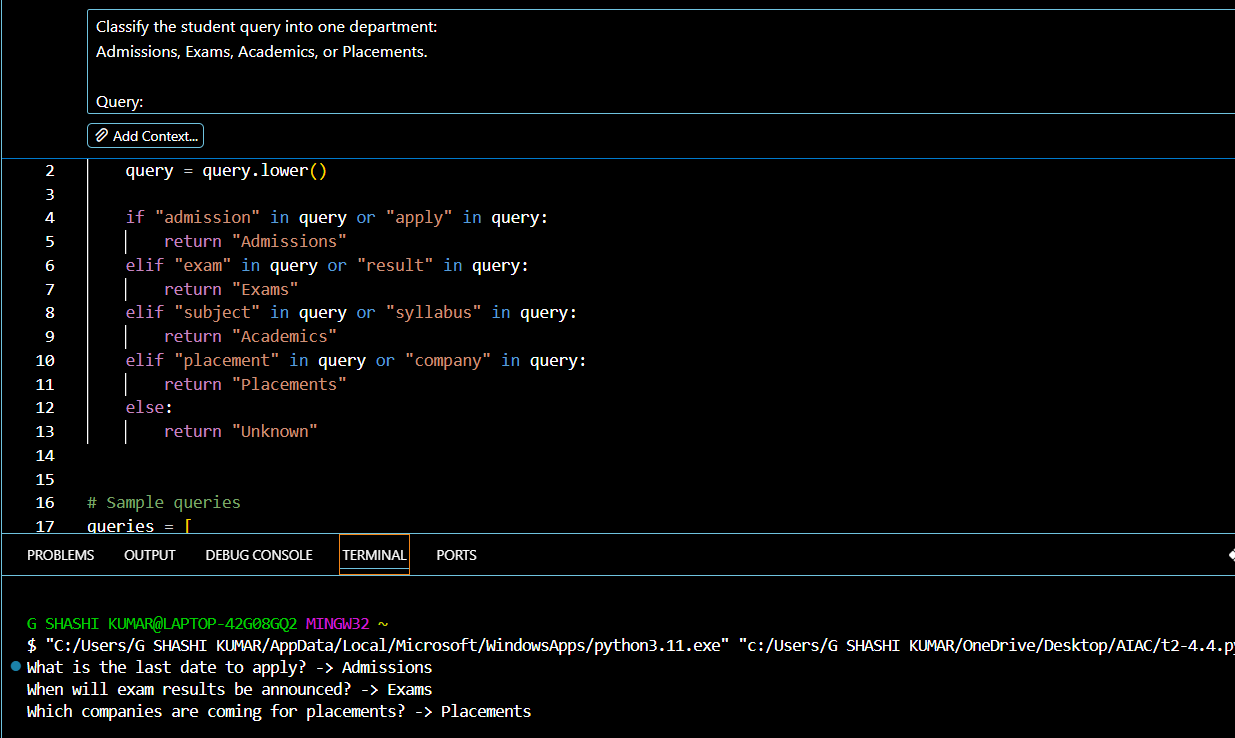 Classify the student query into one department:
Admissions, Exams, Academics, or Placements.
Query:
Add Context...
2 query = query.lower()
3
4 if "admission" in query or "apply" in query:
5 return "Admissions"
6 elif "exam" in query or "result" in query:
7 return "Exams"
8 elif "subject" in query or "syllabus" in query:
9 return "Academics"
10 elif "placement" in query or "company" in query:
11 return "Placements"
12 else:
13 return "Unknown"
14
15
16 # Sample queries
17 queries = [
PROBLEMS OUTPUT DEBUG CONSOLE TERMINAL PORTS
G SHASHI KUMAR@LAPTOP-42G08GQ2 MINGW32 ~
$ "C:/Users/G SHASHI KUMAR/AppData/Local/Microsoft/WindowsApps/python3.11.exe" "c:/Users/G SHASHI KUMAR/OneDrive/Desktop/AIAC/t2-4.4.py
What is the last date to apply? -> Admissions
When will exam results be announced? -> Exams
Which companies are coming for placements? -> Placements